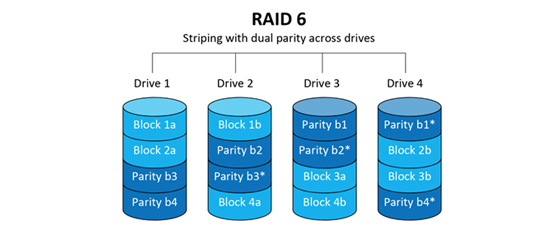 RAID 6
Striping with dual parity across drives
Drive 1 Drive 2 Drive 3 Drive 4
Block 1a Block 1b Parity b1 Parity b1*
Block 2a Parity b2 Parity b2* Block 2b
Parity b3 Parity b3* Block 3a Block 3b
Parity b4 Block 4a Block 4b Parity b4*